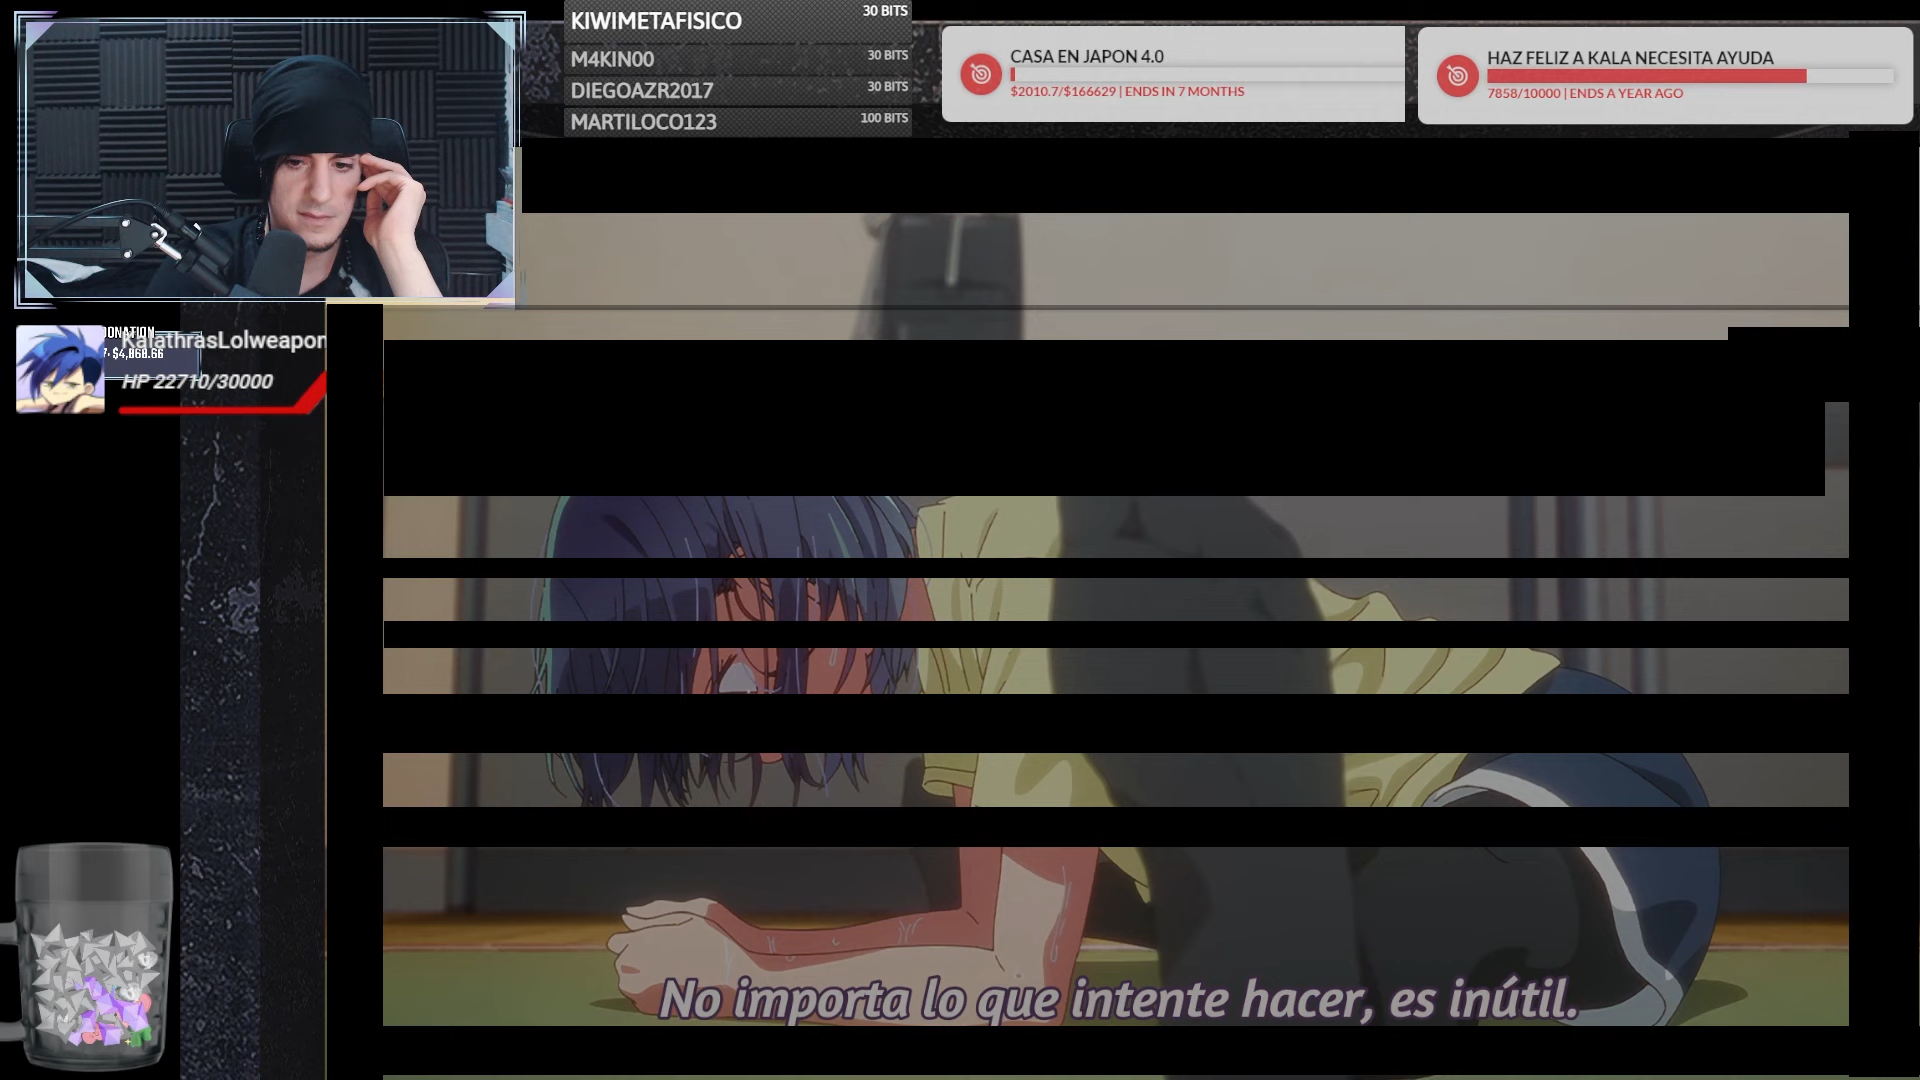 KIWIMETAFISICO 30 BITS
M4KIN00 30 BITS
DIEGOAZR2017 30 BITS
MARTILOCO123 100 BITS
CASA EN JAPON 4.0
$2010.7/$166629 | ENDS IN 7 MONTHS
HAZ FELIZ A KALA NECESITA AYUDA
7858/10000 | ENDS A YEAR AGO
DONATION
KalathrasLolweapon
$4,868.66
HP 22710/30000
No importa lo que intente hacer, es inútil.